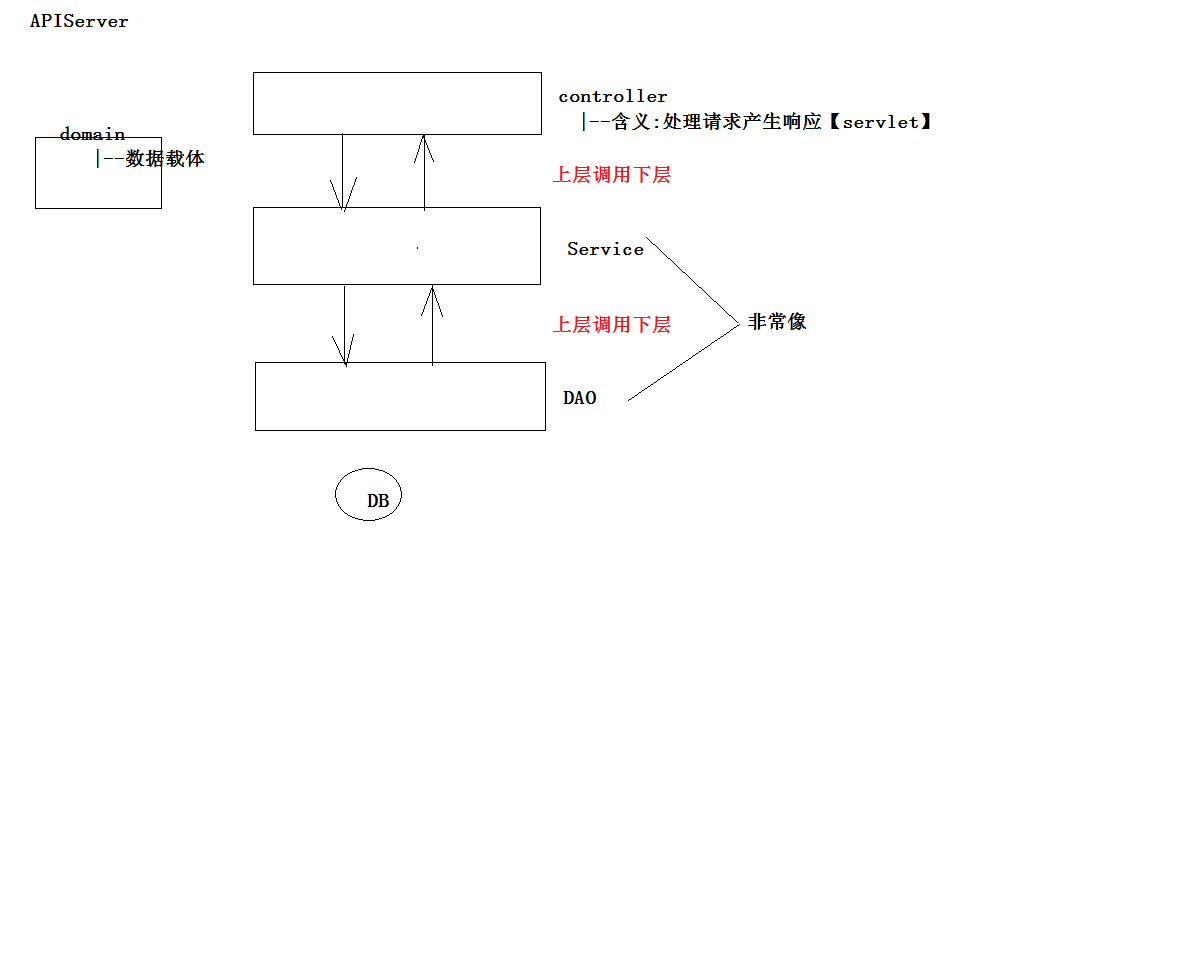 APIServer
controller
|--含义:处理请求产生响应【servlet】
domain
|--数据载体
上层调用下层
Service
上层调用下层
非常像
DAO
DB